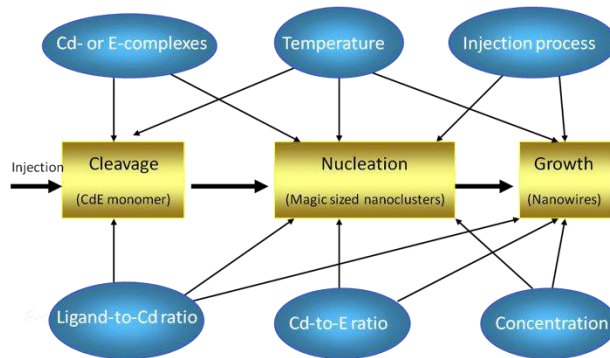 Cd- or E-complexes
Temperature
Injection process
Injection
Cleavage
(CdE monomer)
Nucleation
(Magic sized nanoclusters)
Growth
(Nanowires)
Ligand-to-Cd ratio
Cd-to-E ratio
Concentration